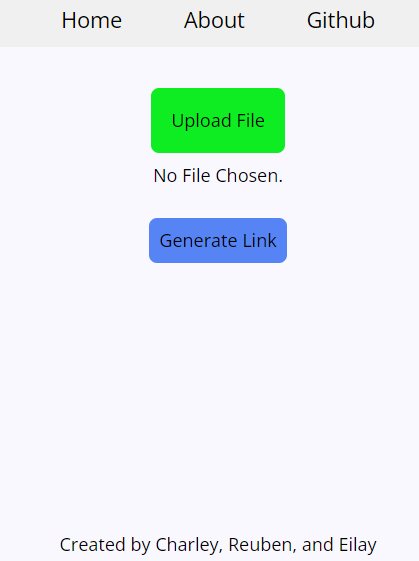 Home About Github
Upload File
No File Chosen.
Generate Link
Created by Charley, Reuben, and Eilay